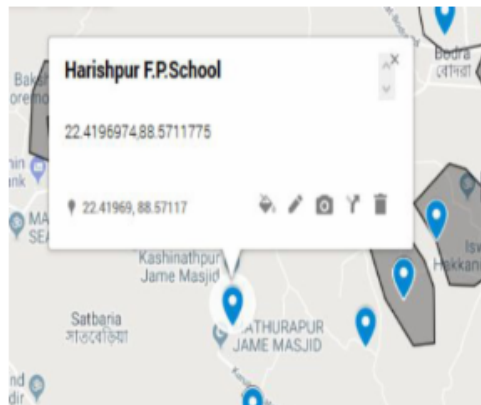 Harishpur F.P.School
22.4196974,88.5711775
22.41969, 88.57117
Bodra
বোদরা
Kashinathpur
Jame Masjid
Satbaria
সাতবেড়িয়া
MATHURAPUR
JAME MASJID